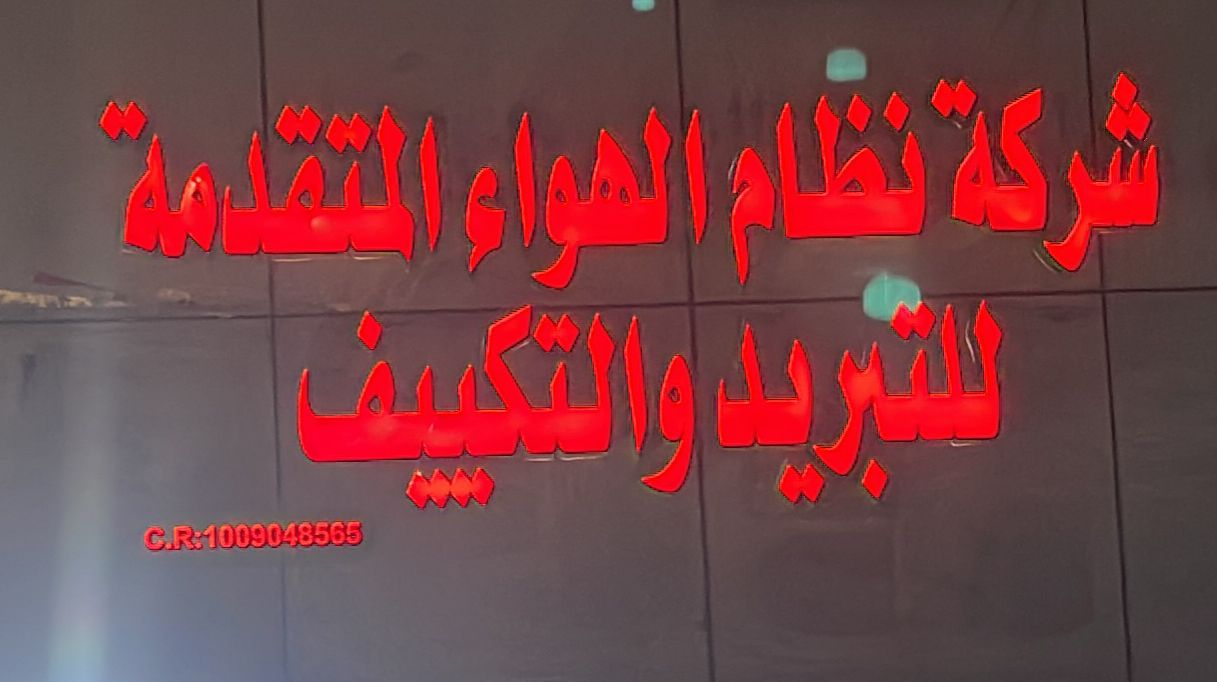 شركة نظام الهواء المتقدمة
للتبريد والتكييف
C.R:1009048565